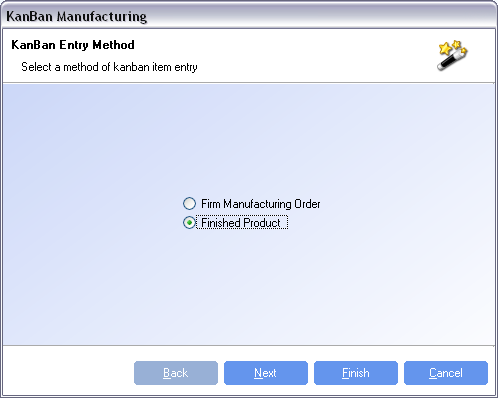 KanBan Manufacturing
KanBan Entry Method
Select a method of kanban item entry
Firm Manufacturing Order
Finished Product
Back Next Finish Cancel